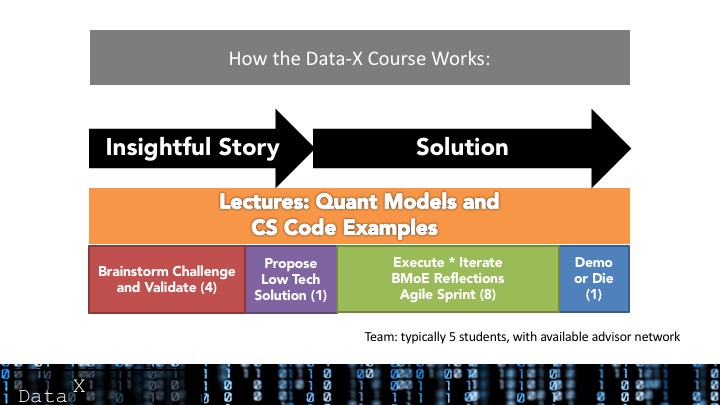 How the Data-X Course Works:
Insightful Story
Solution
Lectures: Quant Models and
CS Code Examples
Brainstorm Challenge
and Validate (4)
Propose
Low Tech
Solution (1)
Execute * Iterate
BMoE Reflections
Agile Sprint (8)
Demo
or Die
(1)
Team: typically 5 students, with available advisor network
Data X